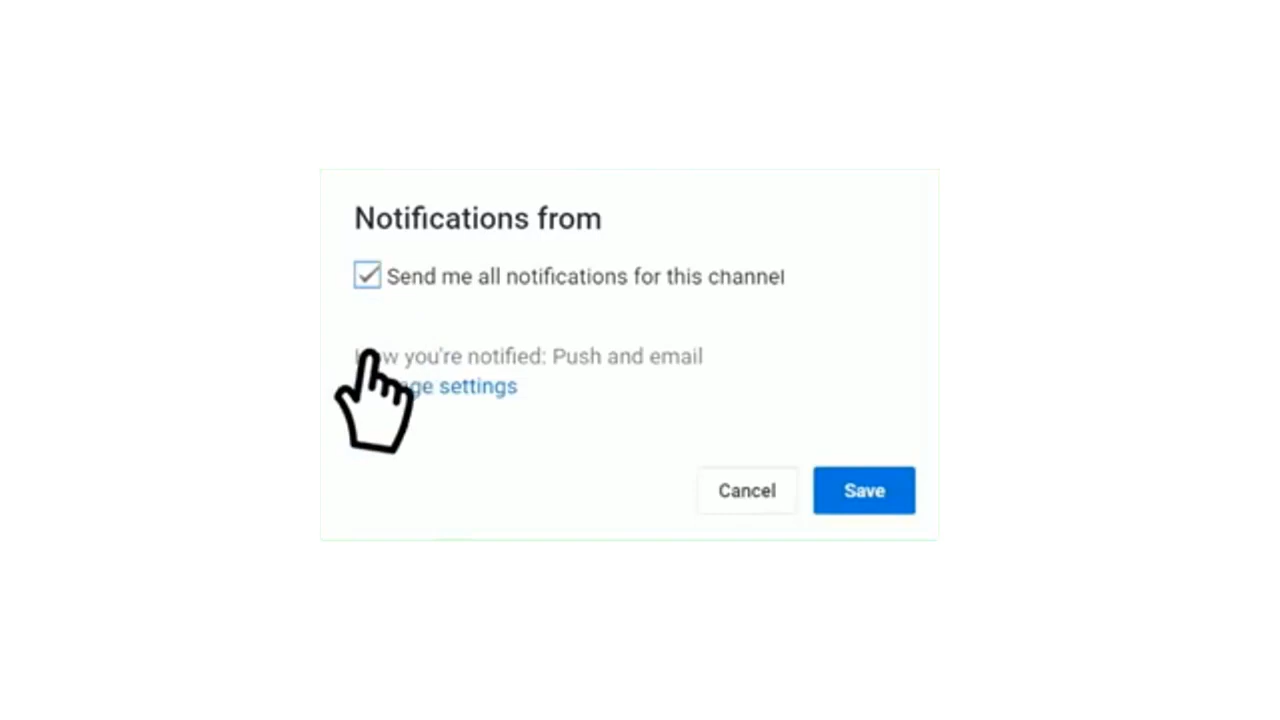 Notifications from
Send me all notifications for this channel
you're notified: Push and email
settings
Cancel
Save